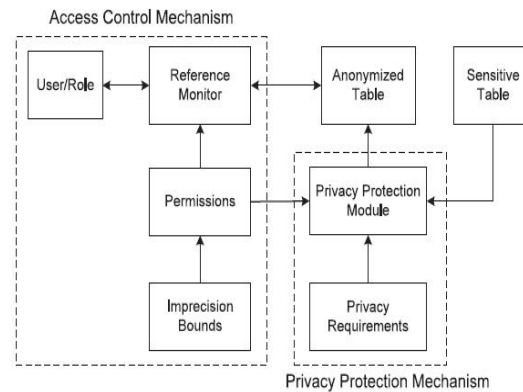 Access Control Mechanism
User/Role
Reference
Monitor
Anonymized
Table
Sensitive
Table
Permissions
Privacy Protection
Module
Imprecision
Bounds
Privacy
Requirements
Privacy Protection Mechanism